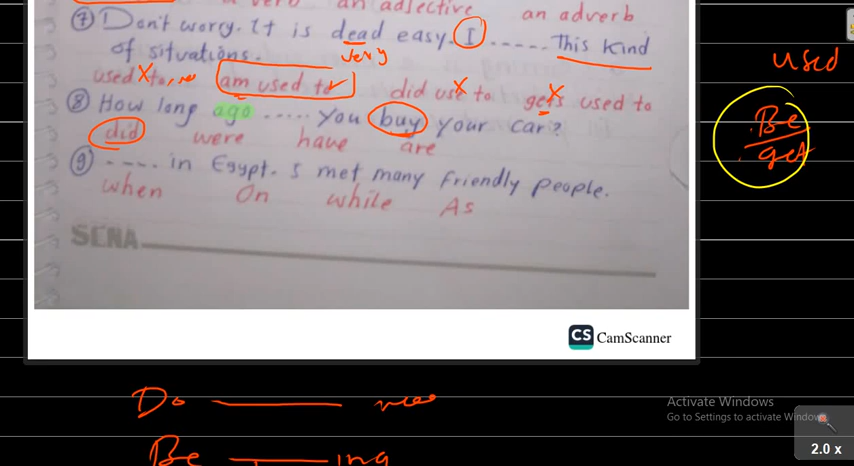 a verb an adjective an adverb
⑦ Don't worry. It is dead easy. I ...... This kind
of situations. very
used to am used to did use to gets used to
used
⑧ How long ago ...... you buy your car?
did were have are
Be
get
⑨ ---- in Egypt. I met many friendly people.
when On while As
SENA
CS CamScanner
Do
Be ing
Activate Windows
Go to Settings to activate Windows
2.0 x